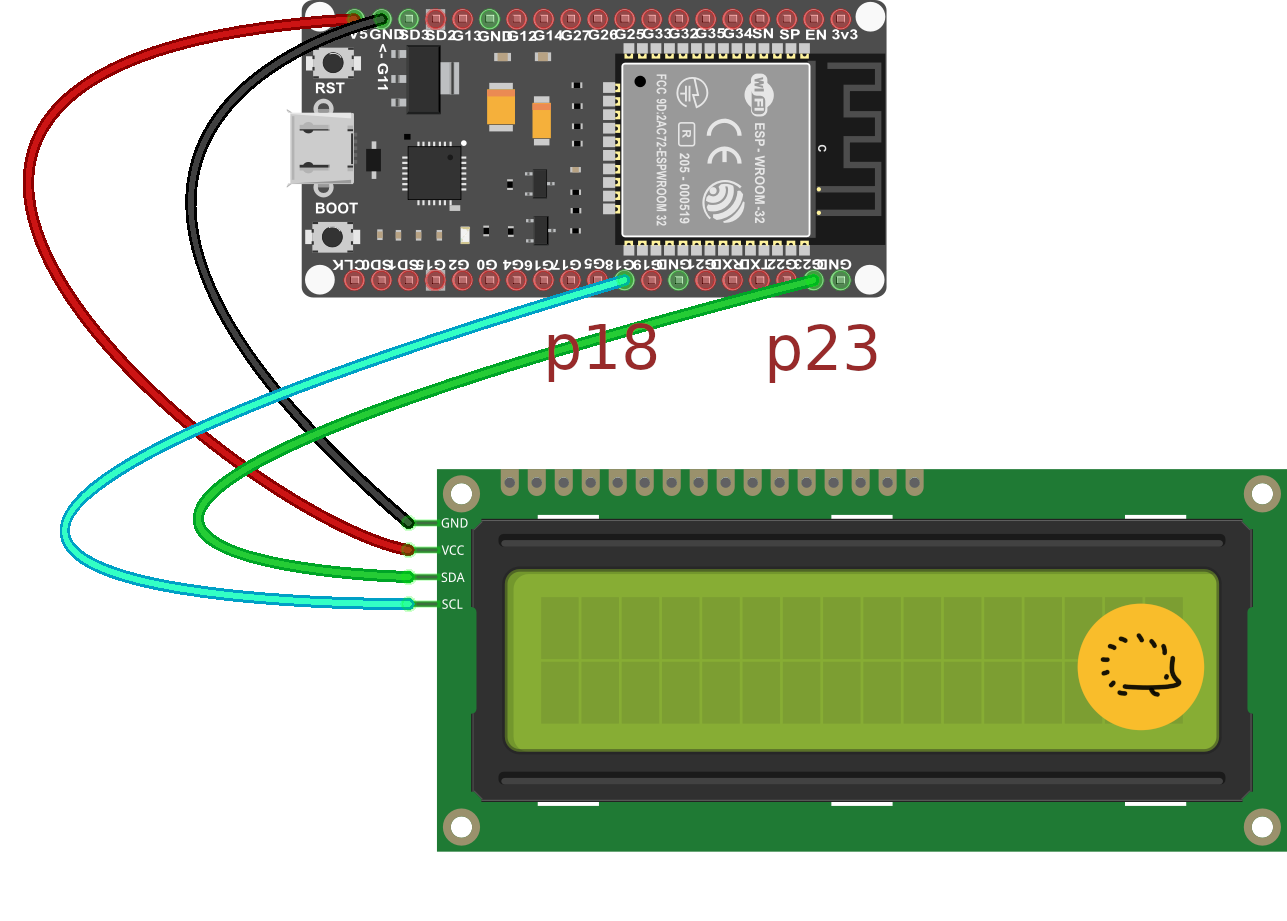 V5 GND SD3 SD2 G13 GND G12 G14 G27 G26 G25 G33 G32 G35 G34 SN SP EN 3v3
<- G11
RST
BOOT
FCC 9D:2AC72-ESPWROOM 32
R 205 - 000519
CE
Wi Fi
ESP - WROOM -32
C
CLK SD0 SD1 G15 G2 G0 G4 G16 G17 G5 G18 G19 GND G21 RXD TXD G22 G23 GND
p18 p23
GND
VCC
SDA
SCL